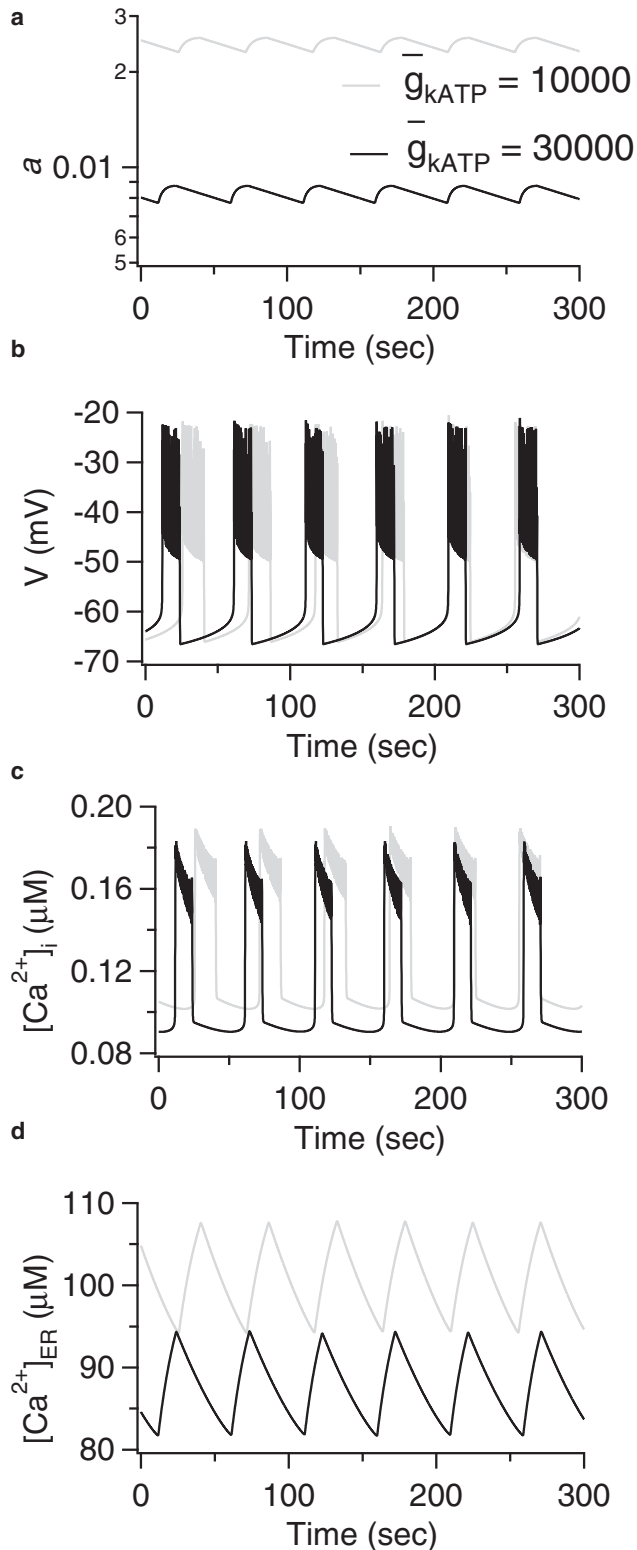 a
3
2
0.01
6
5
a
g̅kATP = 10000
g̅kATP = 30000
0 100 200 300
Time (sec)
b
-20
-30
-40
-50
-60
-70
V (mV)
0 100 200 300
Time (sec)
c
0.20
0.16
0.12
0.08
[Ca2+]i (μM)
0 100 200 300
Time (sec)
d
110
100
90
80
[Ca2+]ER (μM)
0 100 200 300
Time (sec)